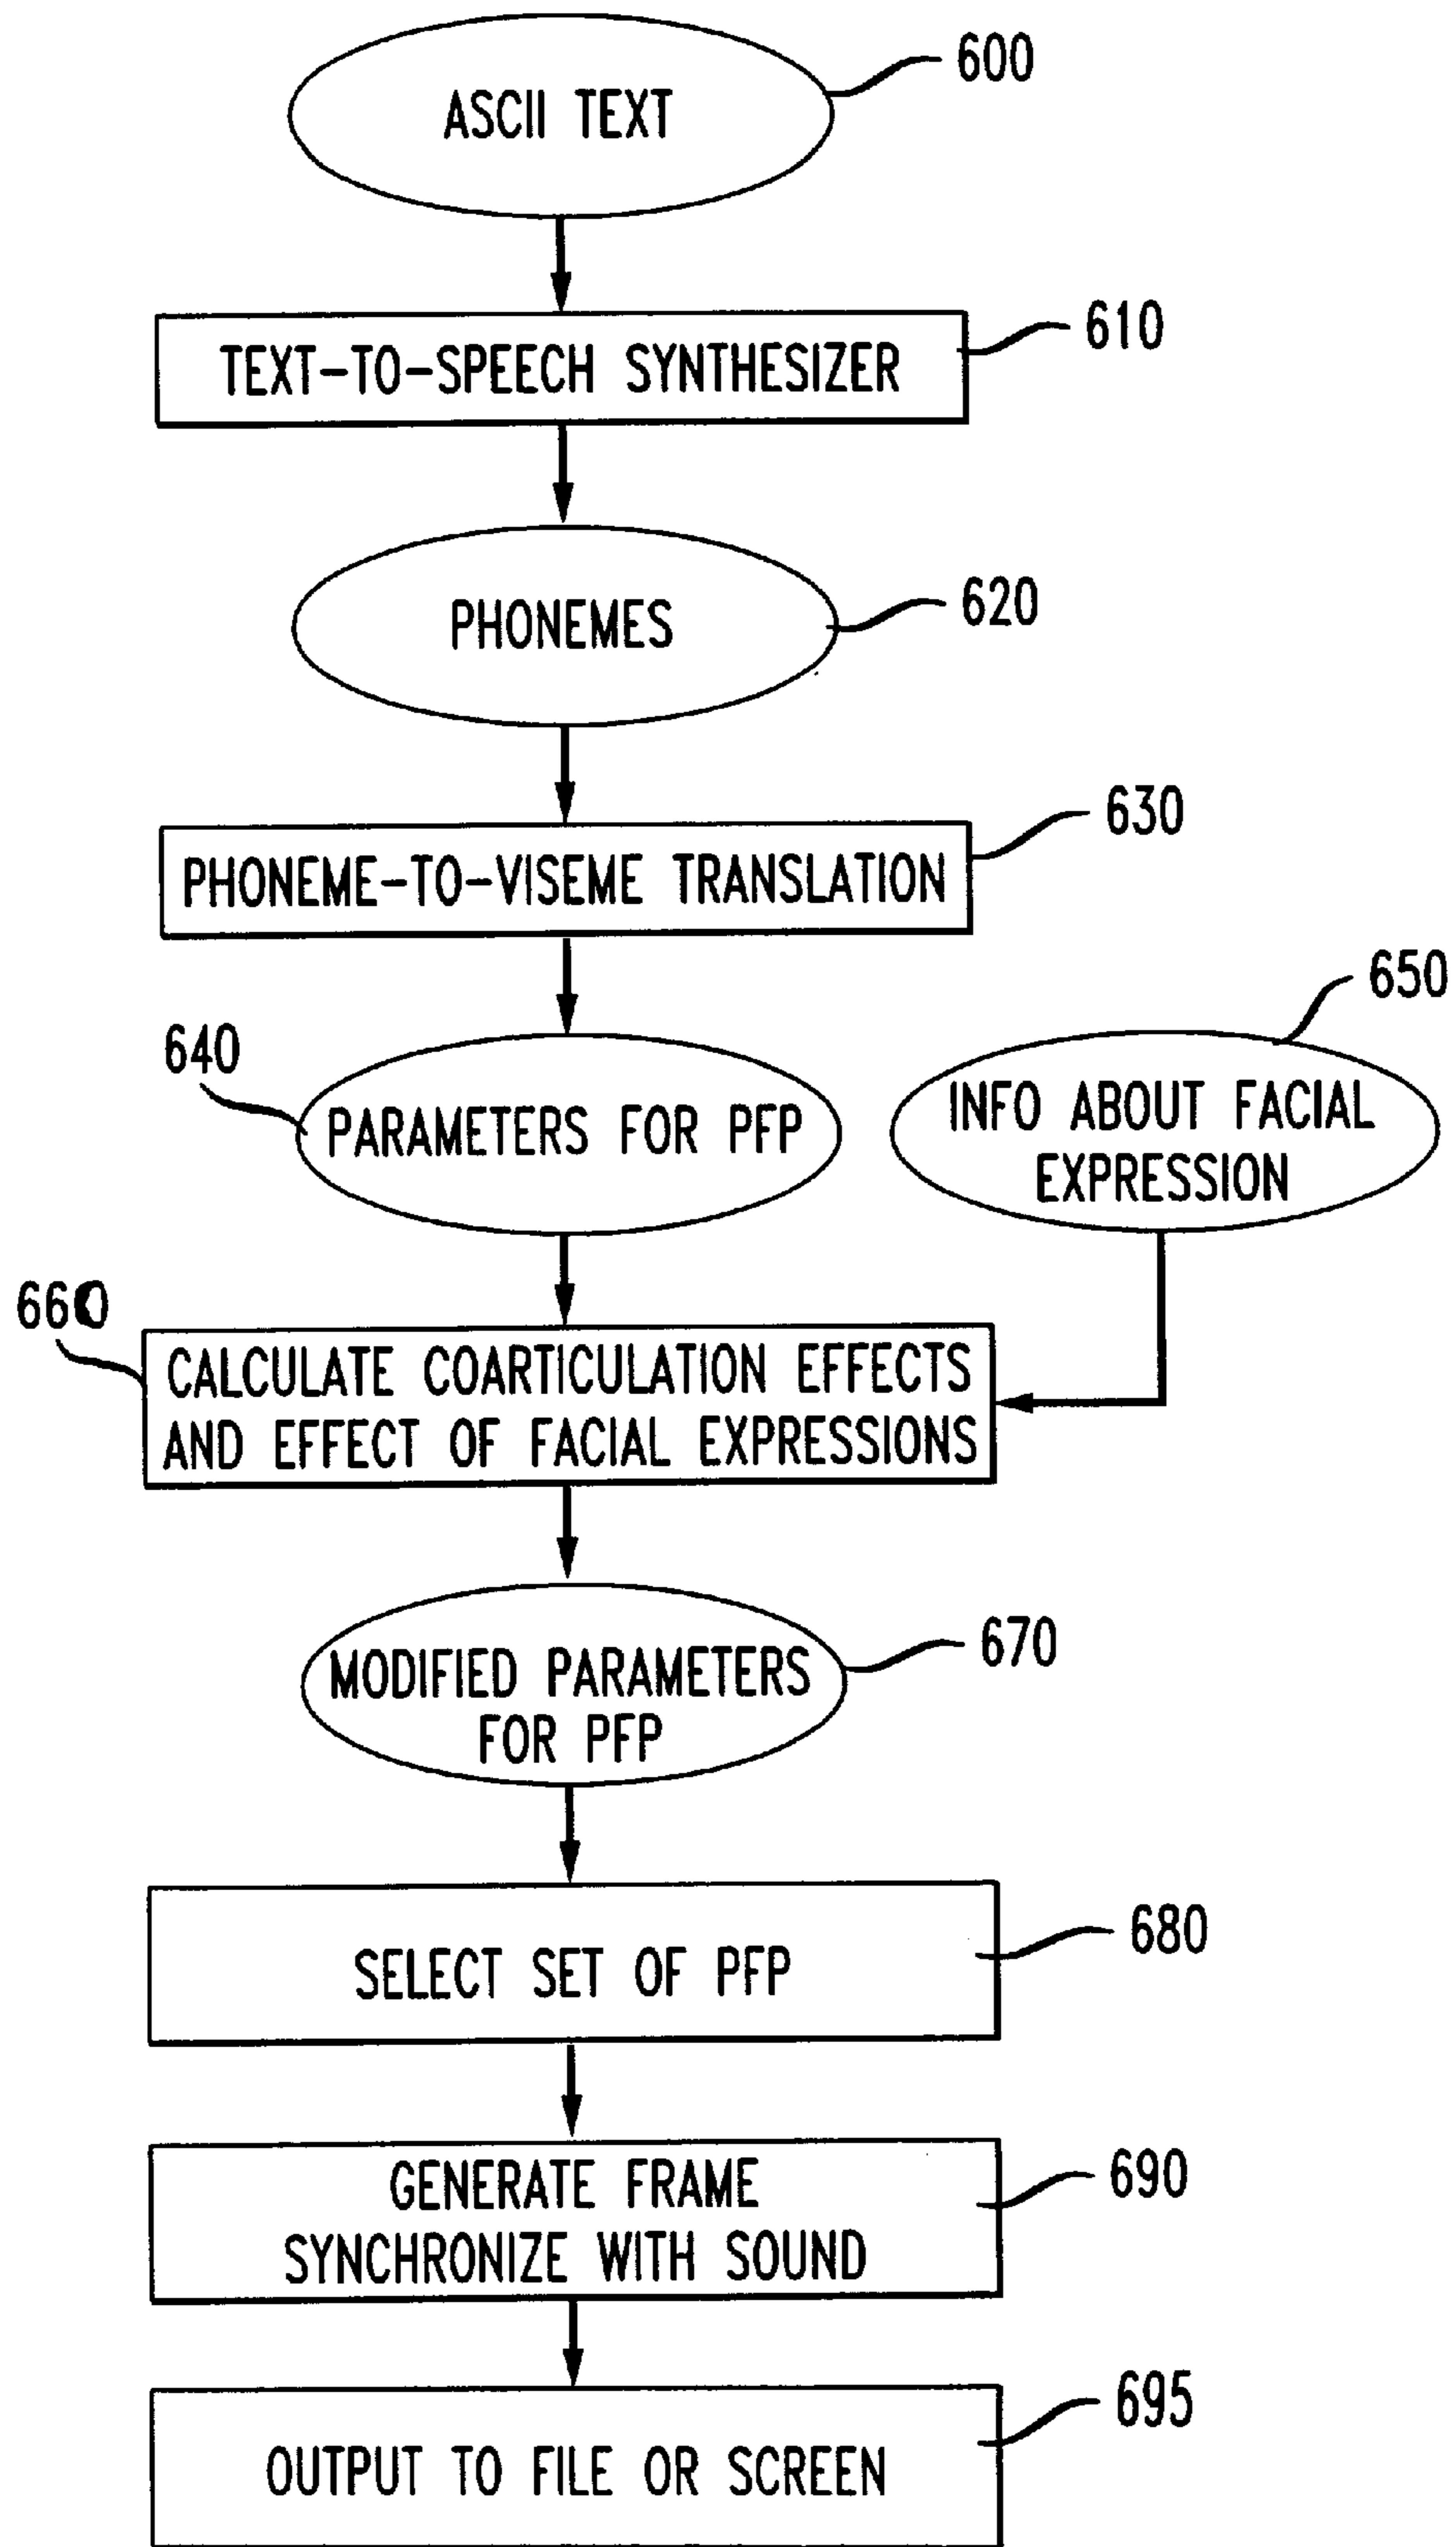 600
ASCII TEXT
610
TEXT-TO-SPEECH SYNTHESIZER
620
PHONEMES
630
PHONEME-TO-VISEME TRANSLATION
640
PARAMETERS FOR PFP
650
INFO ABOUT FACIAL
EXPRESSION
660
CALCULATE COARTICULATION EFFECTS
AND EFFECT OF FACIAL EXPRESSIONS
670
MODIFIED PARAMETERS
FOR PFP
680
SELECT SET OF PFP
690
GENERATE FRAME
SYNCHRONIZE WITH SOUND
695
OUTPUT TO FILE OR SCREEN